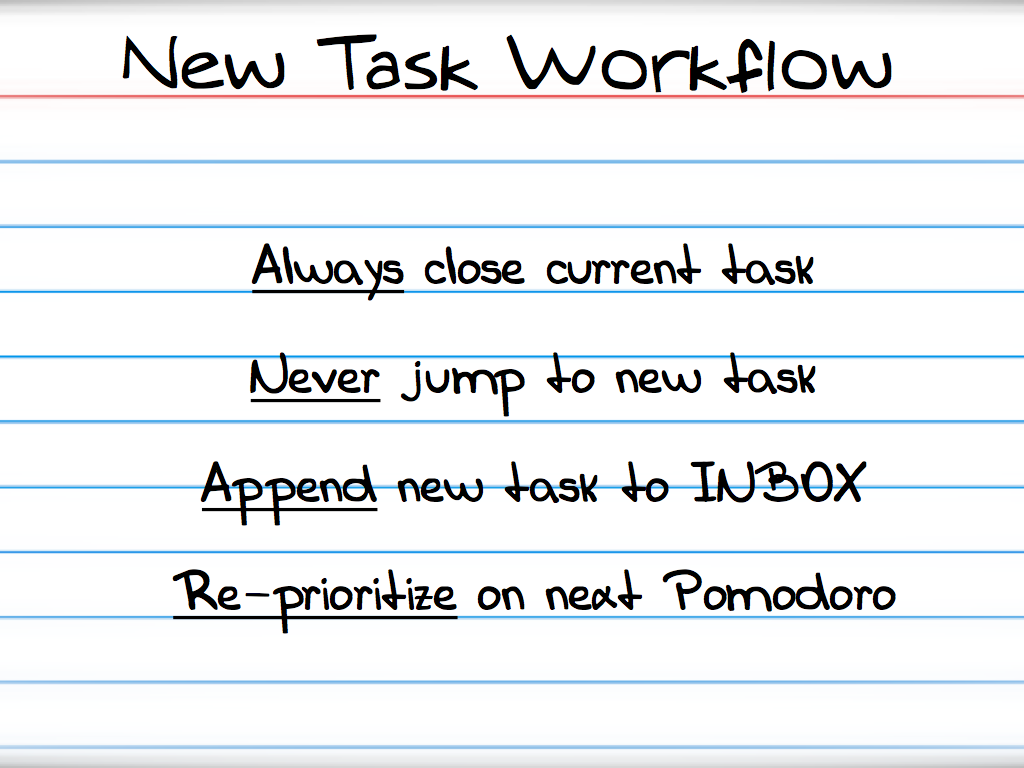 New Task Workflow
Always close current task
Never jump to new task
Append new task to INBOX
Re-prioritize on next Pomodoro